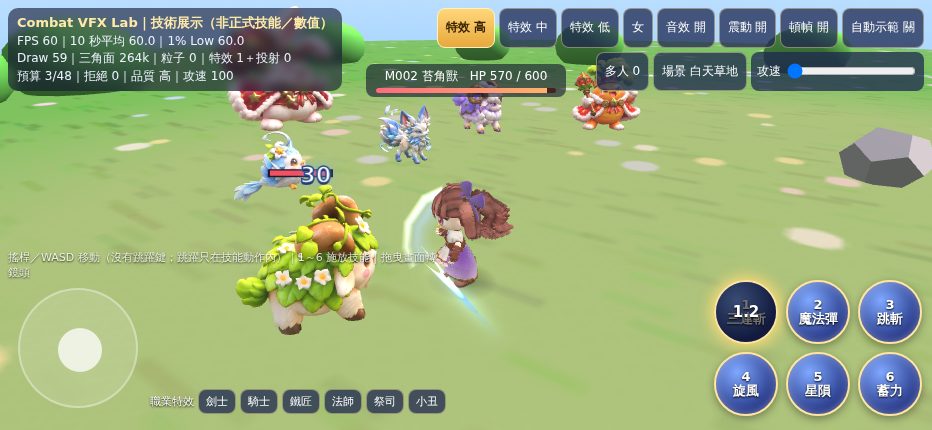 Combat VFX Lab｜技術展示（非正式技能／數值）
FPS 60｜10 秒平均 60.0｜1% Low 60.0
Draw 59｜三角面 264k｜粒子 0｜特效 1＋投射 0
預算 3/48｜拒絕 0｜品質 高｜攻速 100
特效 高
特效 中
特效 低
女
音效 開
震動 開
頓幀 開
自動示範 關
M002 苔角獸 HP 570 / 600
多人 0
場景 白天草地
攻速
30
搖桿／WASD 移動（沒有跳躍鍵；跳躍只在技能動作內）｜1～6 施放技能｜拖曳畫面轉
鏡頭
1
1.2
三連斬
2
魔法彈
3
跳斬
4
旋風
5
星隕
6
蓄力
職業特效
劍士
騎士
鐵匠
法師
祭司
小丑